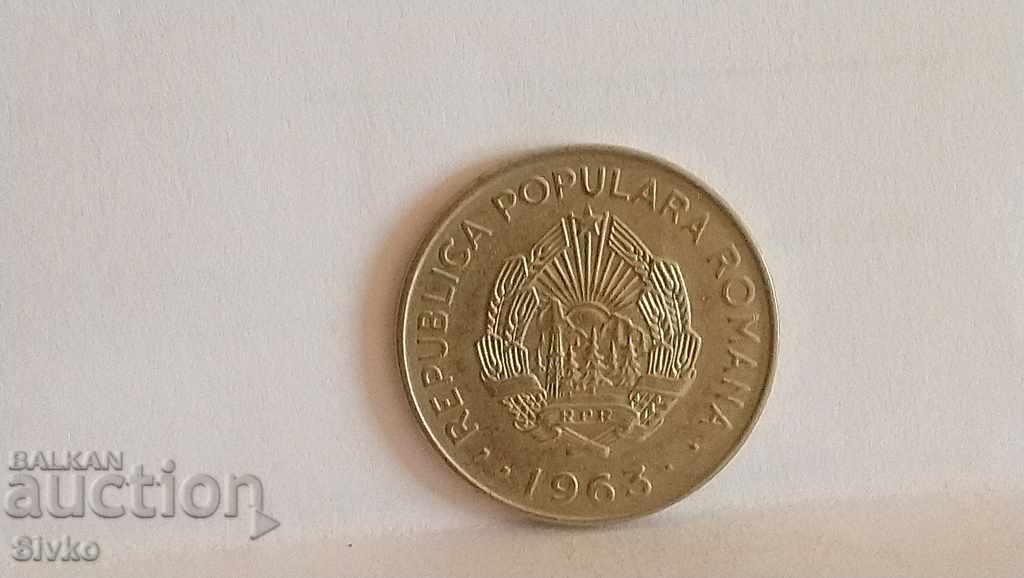 · REPUBLICA POPULARA ROMANA ·
RPR
· · 1963 · ·
BALKAN
auction
Sivko